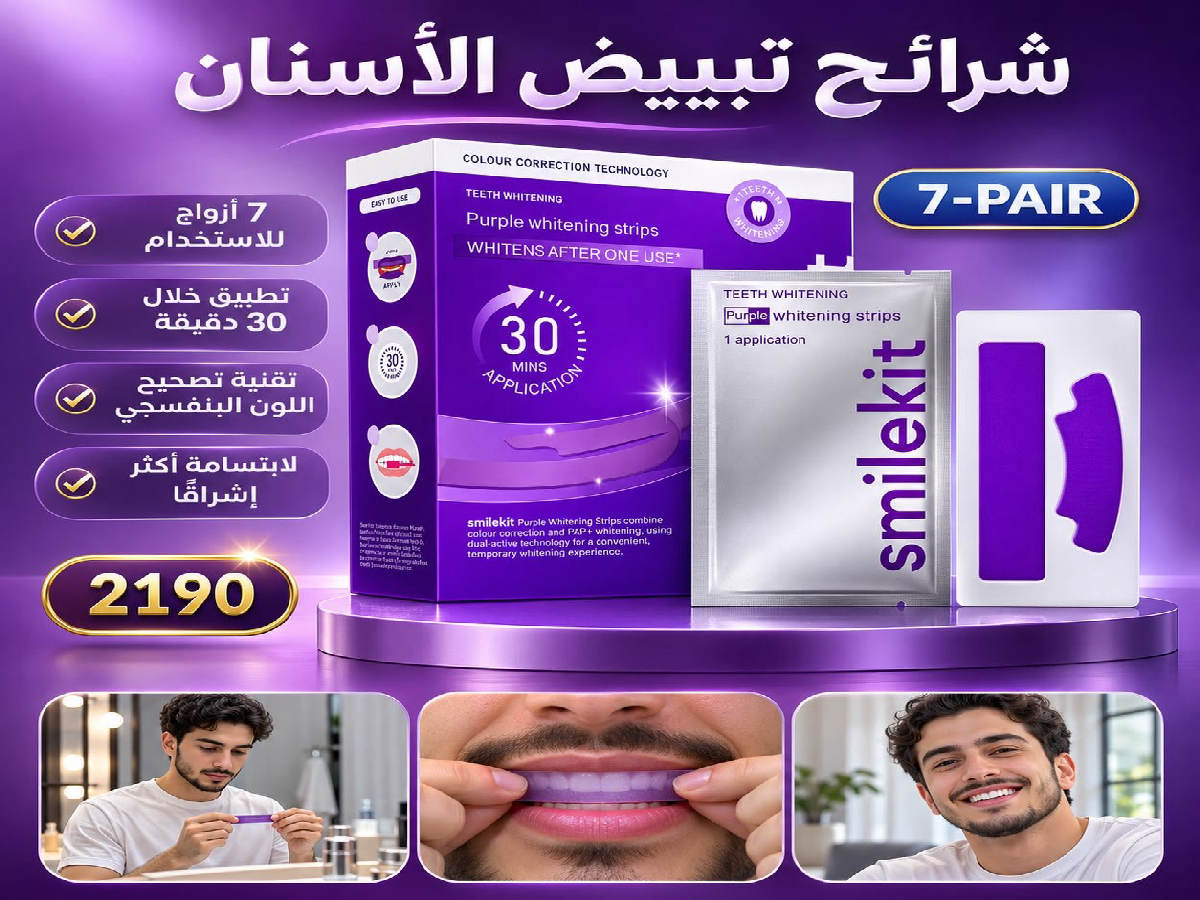 شرائح تبييض الأسنان
7-PAIR
7 أزواج
للاستخدام
تطبيق خلال
30 دقيقة
تقنية تصحيح
اللون البنفسجي
لابتسامة أكثر
إشراقًا
2190
COLOUR CORRECTION TECHNOLOGY
EASY TO USE
APPLY
30
TEETH WHITENING
Purple whitening strips
WHITENS AFTER ONE USE*
TEETH WHITENING
30
MINS
APPLICATION
smilekit Purple Whitening Strips combine
colour correction and PAP+ whitening, using
dual-active technology for a convenient,
temporary whitening experience.
TEETH WHITENING
Purple whitening strips
1 application
smilekit